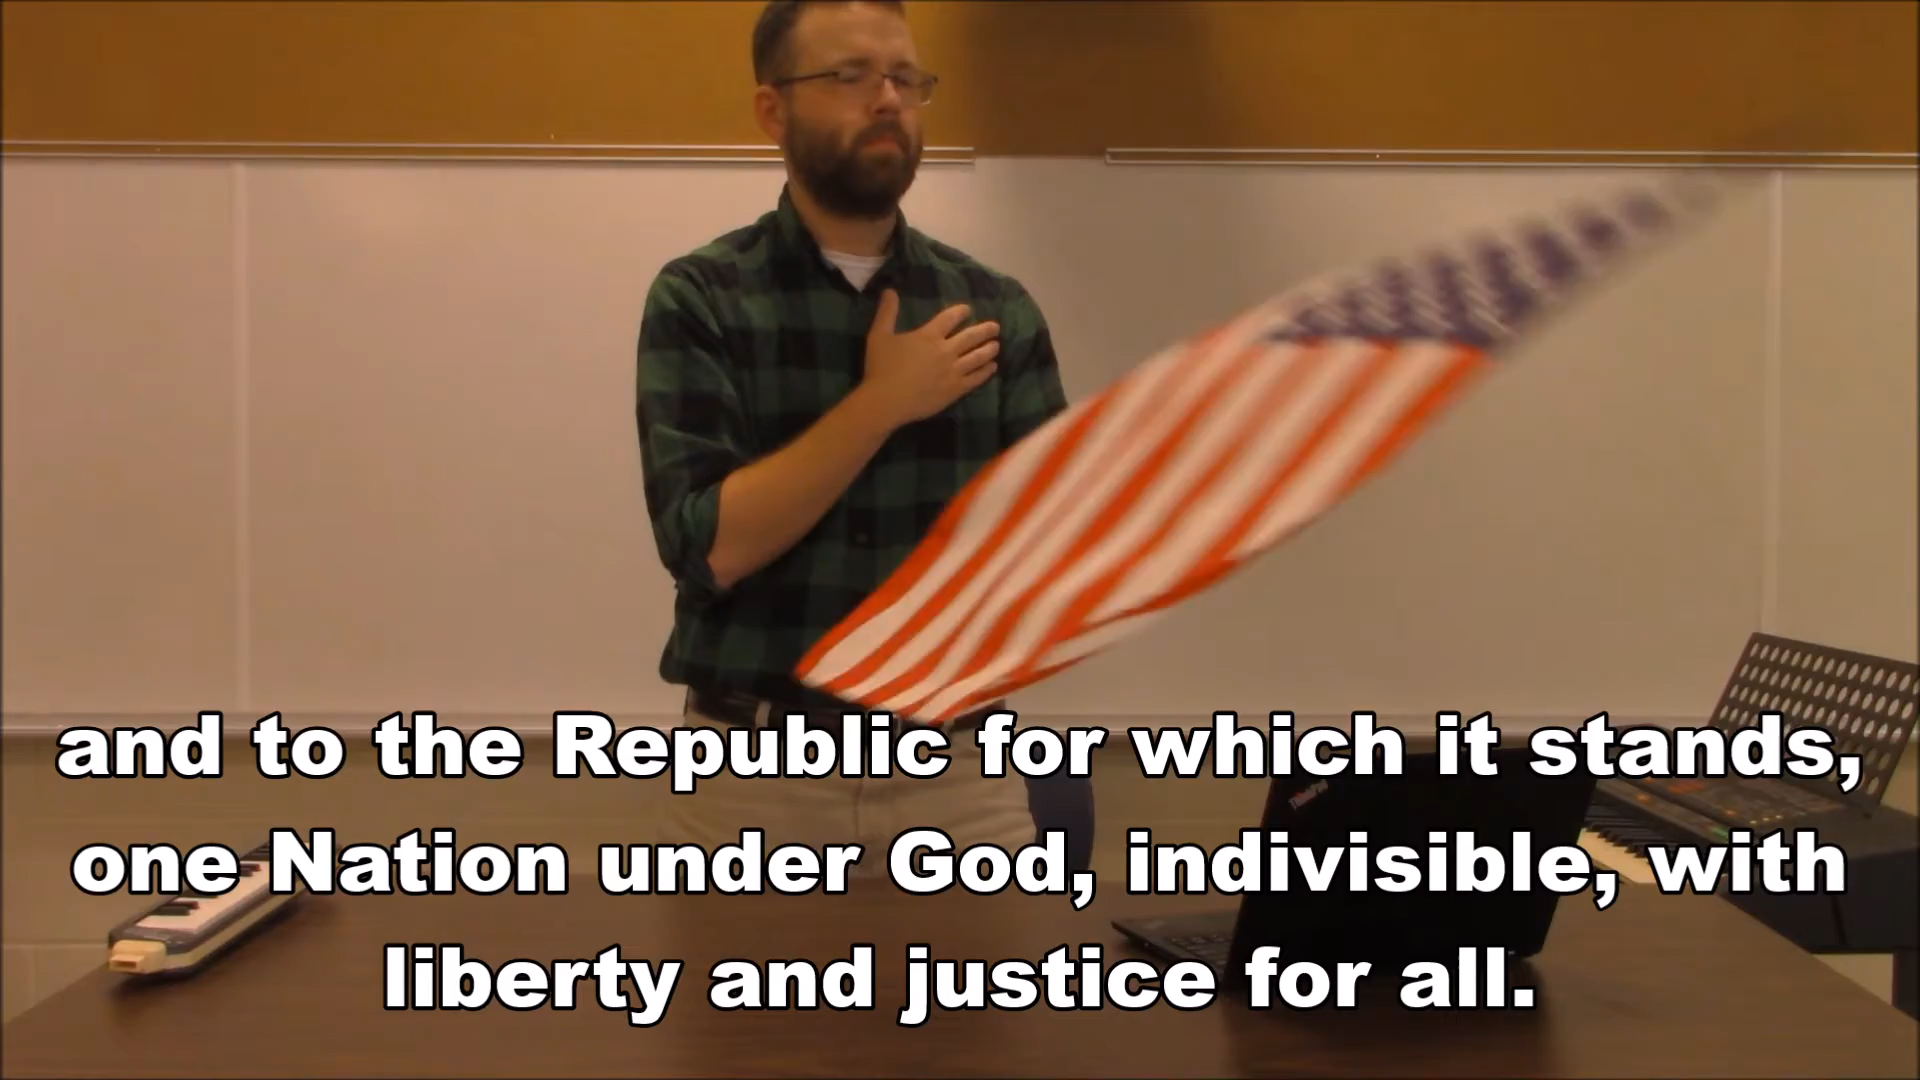 and to the Republic for which it stands,
one Nation under God, indivisible, with
liberty and justice for all.
ThinkPad